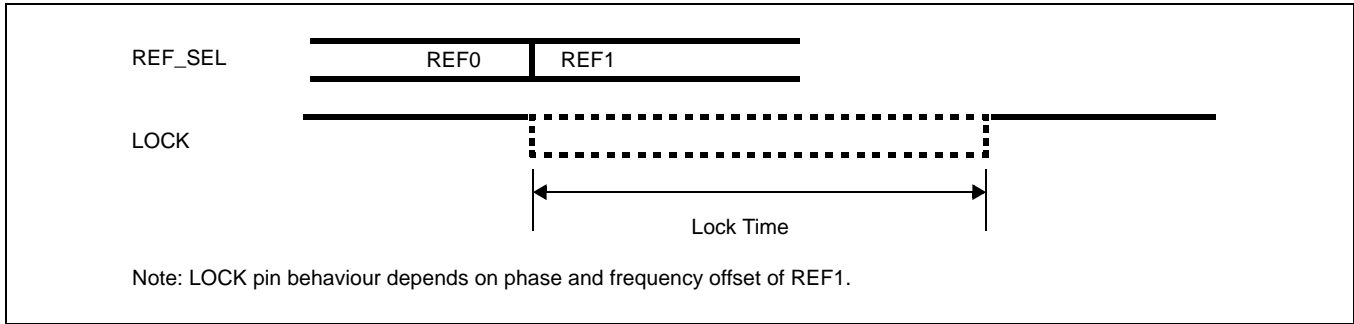 REF_SEL REF0 REF1
LOCK
Lock Time
Note: LOCK pin behaviour depends on phase and frequency offset of REF1.